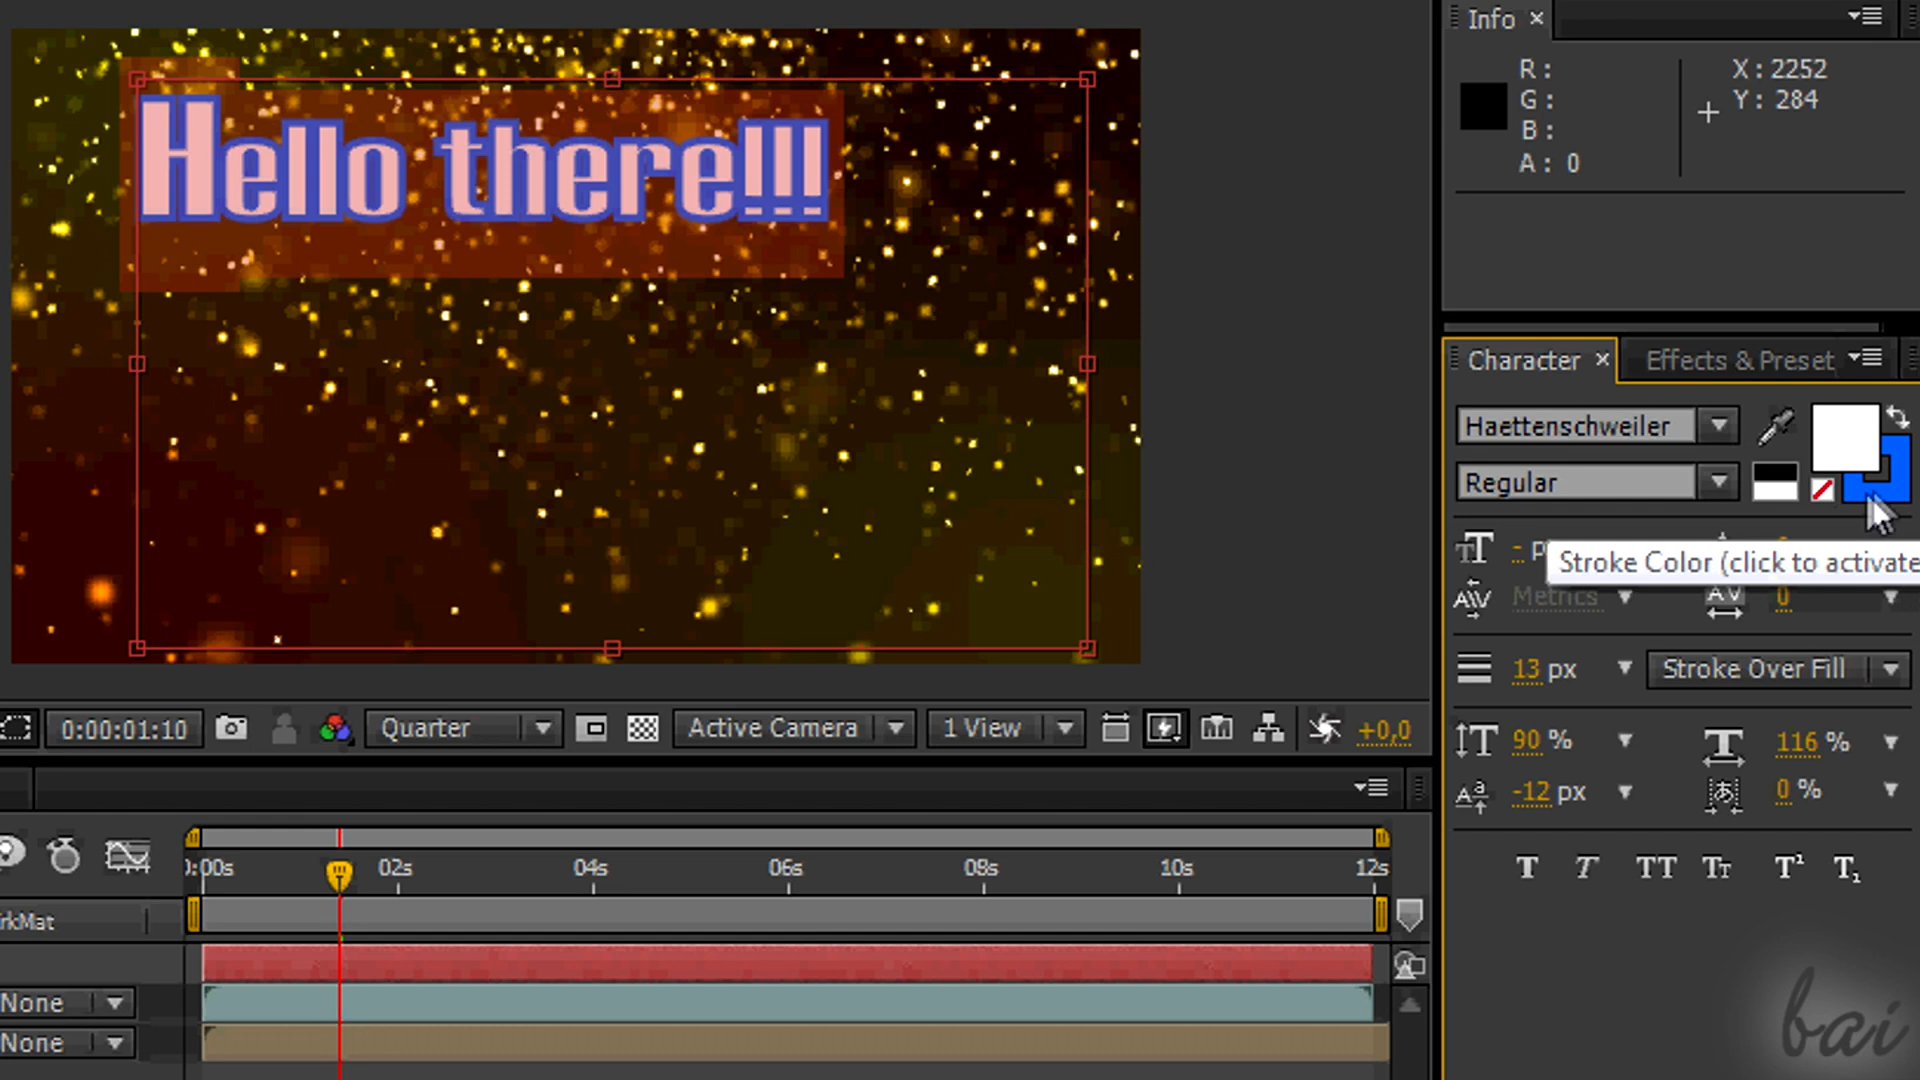 Info ×
R :
G :
B :
A : 0
X : 2252
Y : 284
Hello there!!!
Character ×
Effects & Preset
Haettenschweiler
Regular
Stroke Color (click to activate
Metrics
0
13 px
Stroke Over Fill
90 %
116 %
-12 px
0 %
T T TT Tт T¹ T₁
0:00:01:10
Quarter
Active Camera
1 View
+0,0
):00s 02s 04s 06s 08s 10s 12s
rkMat
None
None
bai